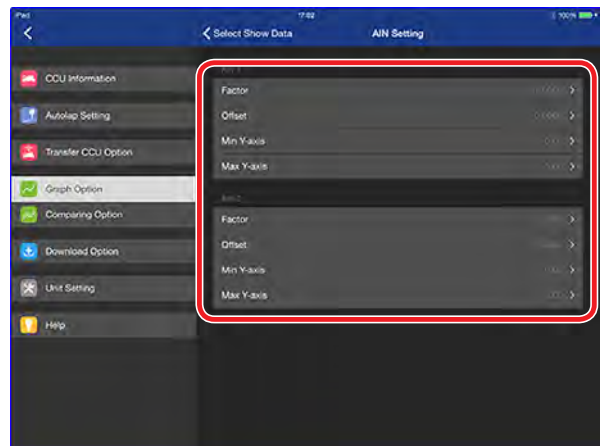 iPad
17:02
100%
Select Show Data
AIN Setting
CCU Information
Autolap Setting
Transfer CCU Option
Graph Option
Comparing Option
Download Option
Unit Setting
Help
Factor
Offset
Min Y-axis
Max Y-axis
Factor
Offset
Min Y-axis
Max Y-axis